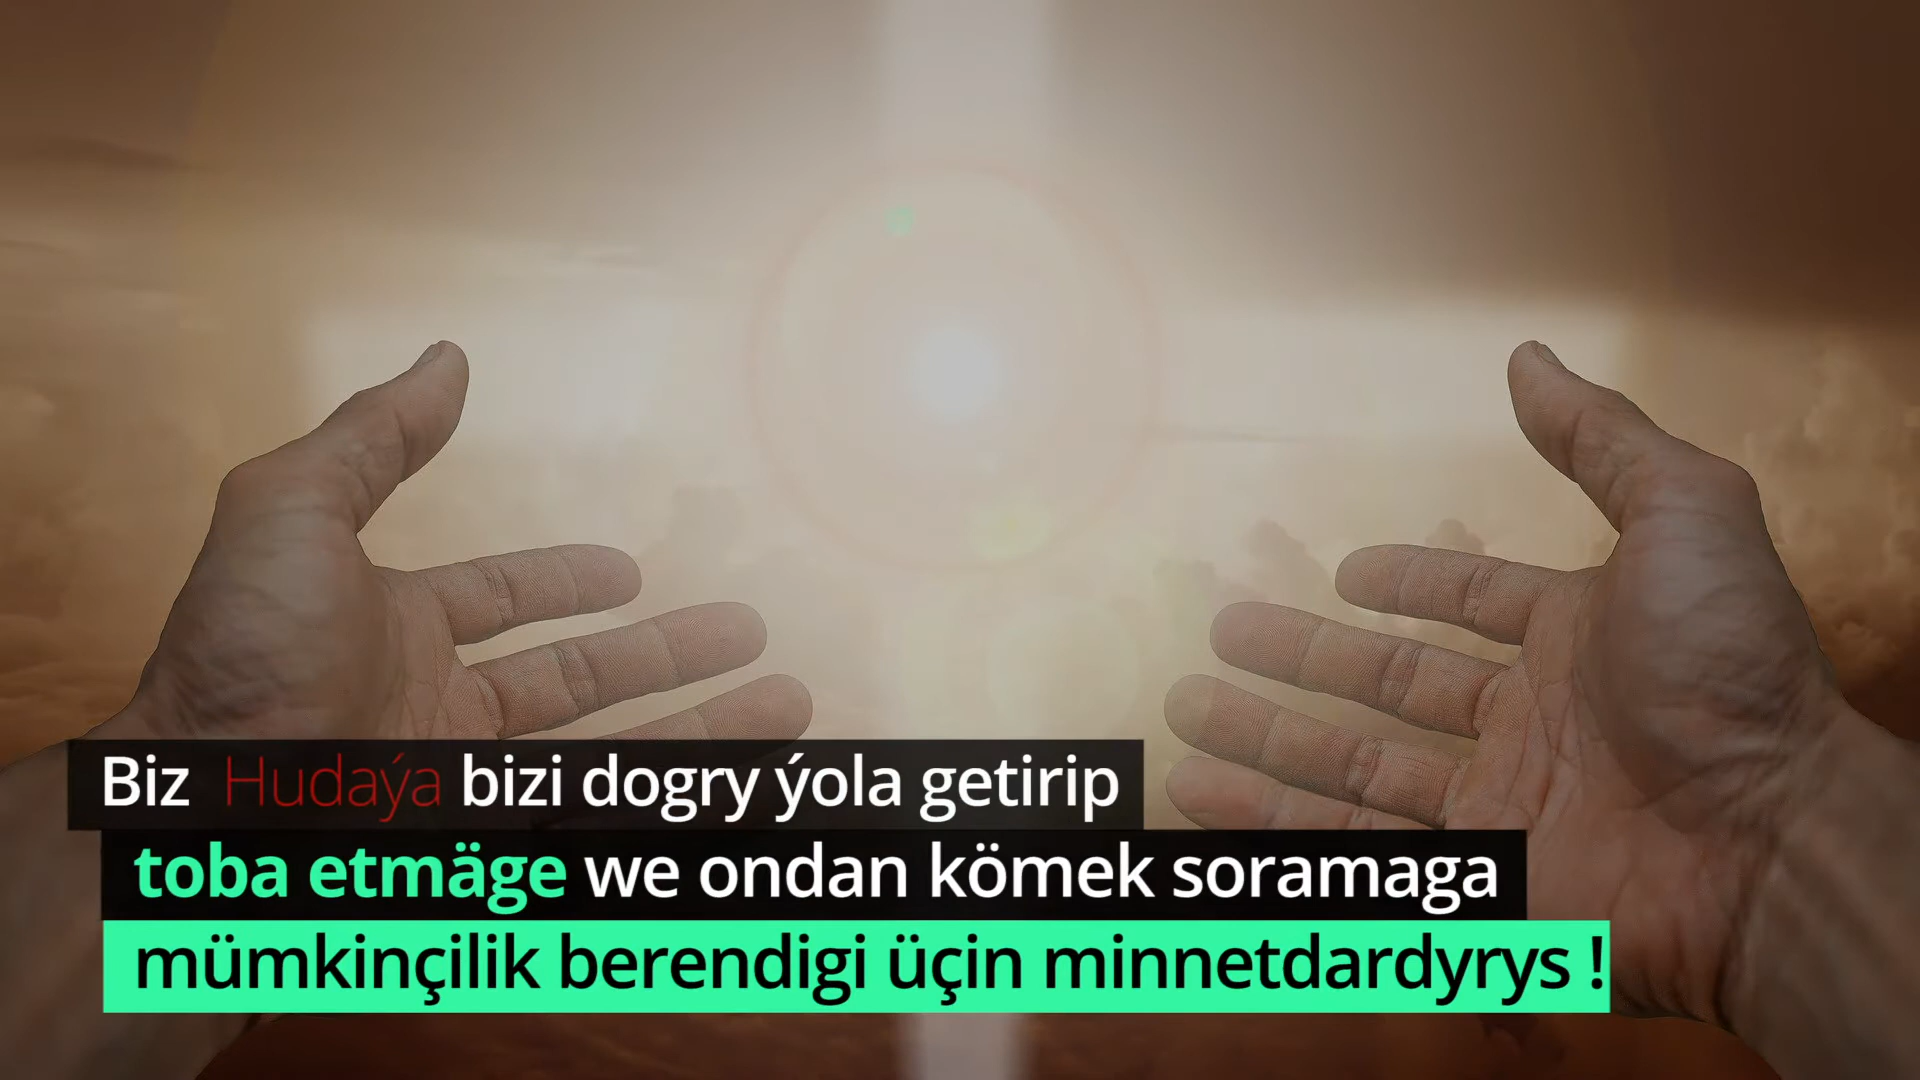 Biz Hudaýa bizi dogry ýola getirip
toba etmäge we ondan kömek soramaga
mümkinçilik berendigi üçin minnetdardyrys !